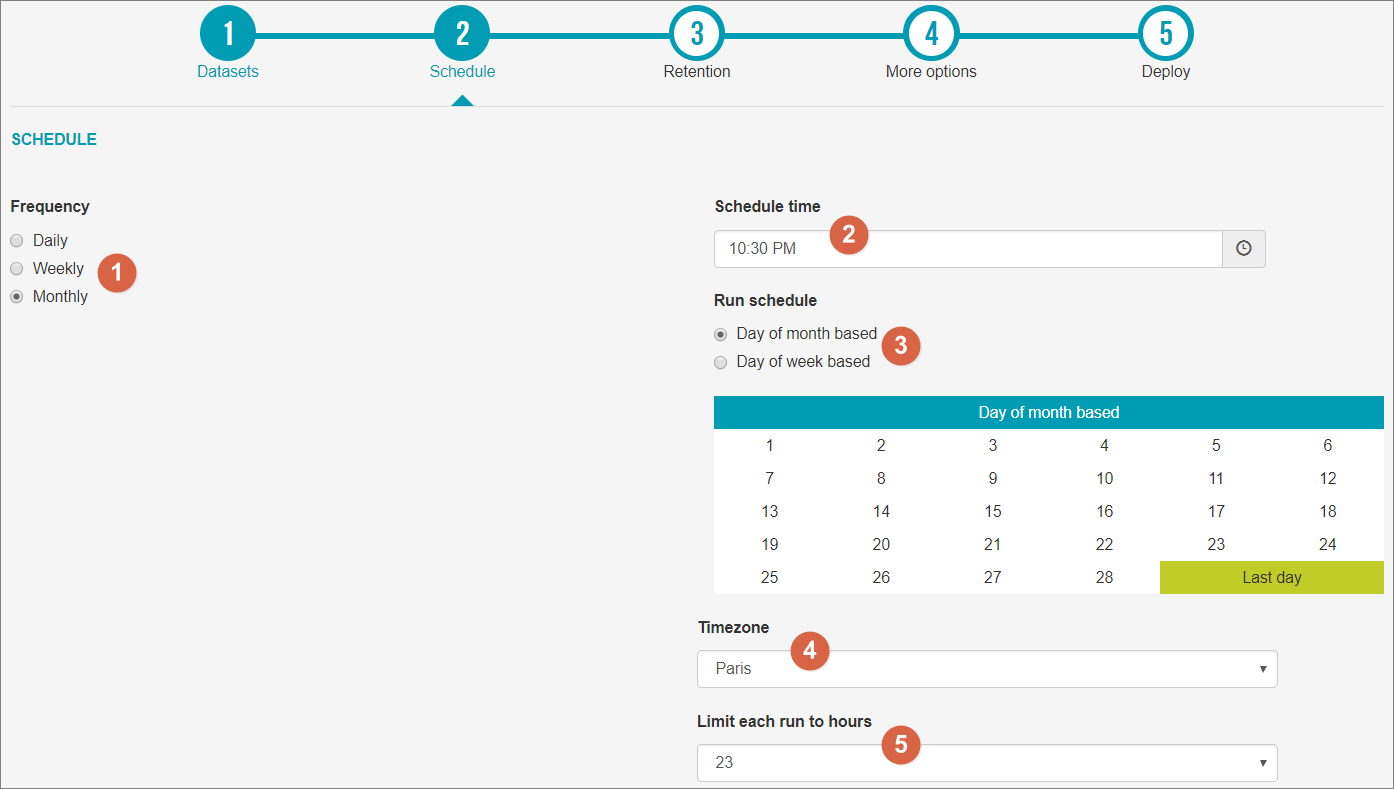 1 2 3 4 5
Datasets Schedule Retention More options Deploy
SCHEDULE
Frequency
Daily
Weekly
Monthly
1
Schedule time
10:30 PM
2
Run schedule
Day of month based
Day of week based
3
Day of month based
1 2 3 4 5 6
7 8 9 10 11 12
13 14 15 16 17 18
19 20 21 22 23 24
25 26 27 28 Last day
Timezone
4
Paris
Limit each run to hours
5
23